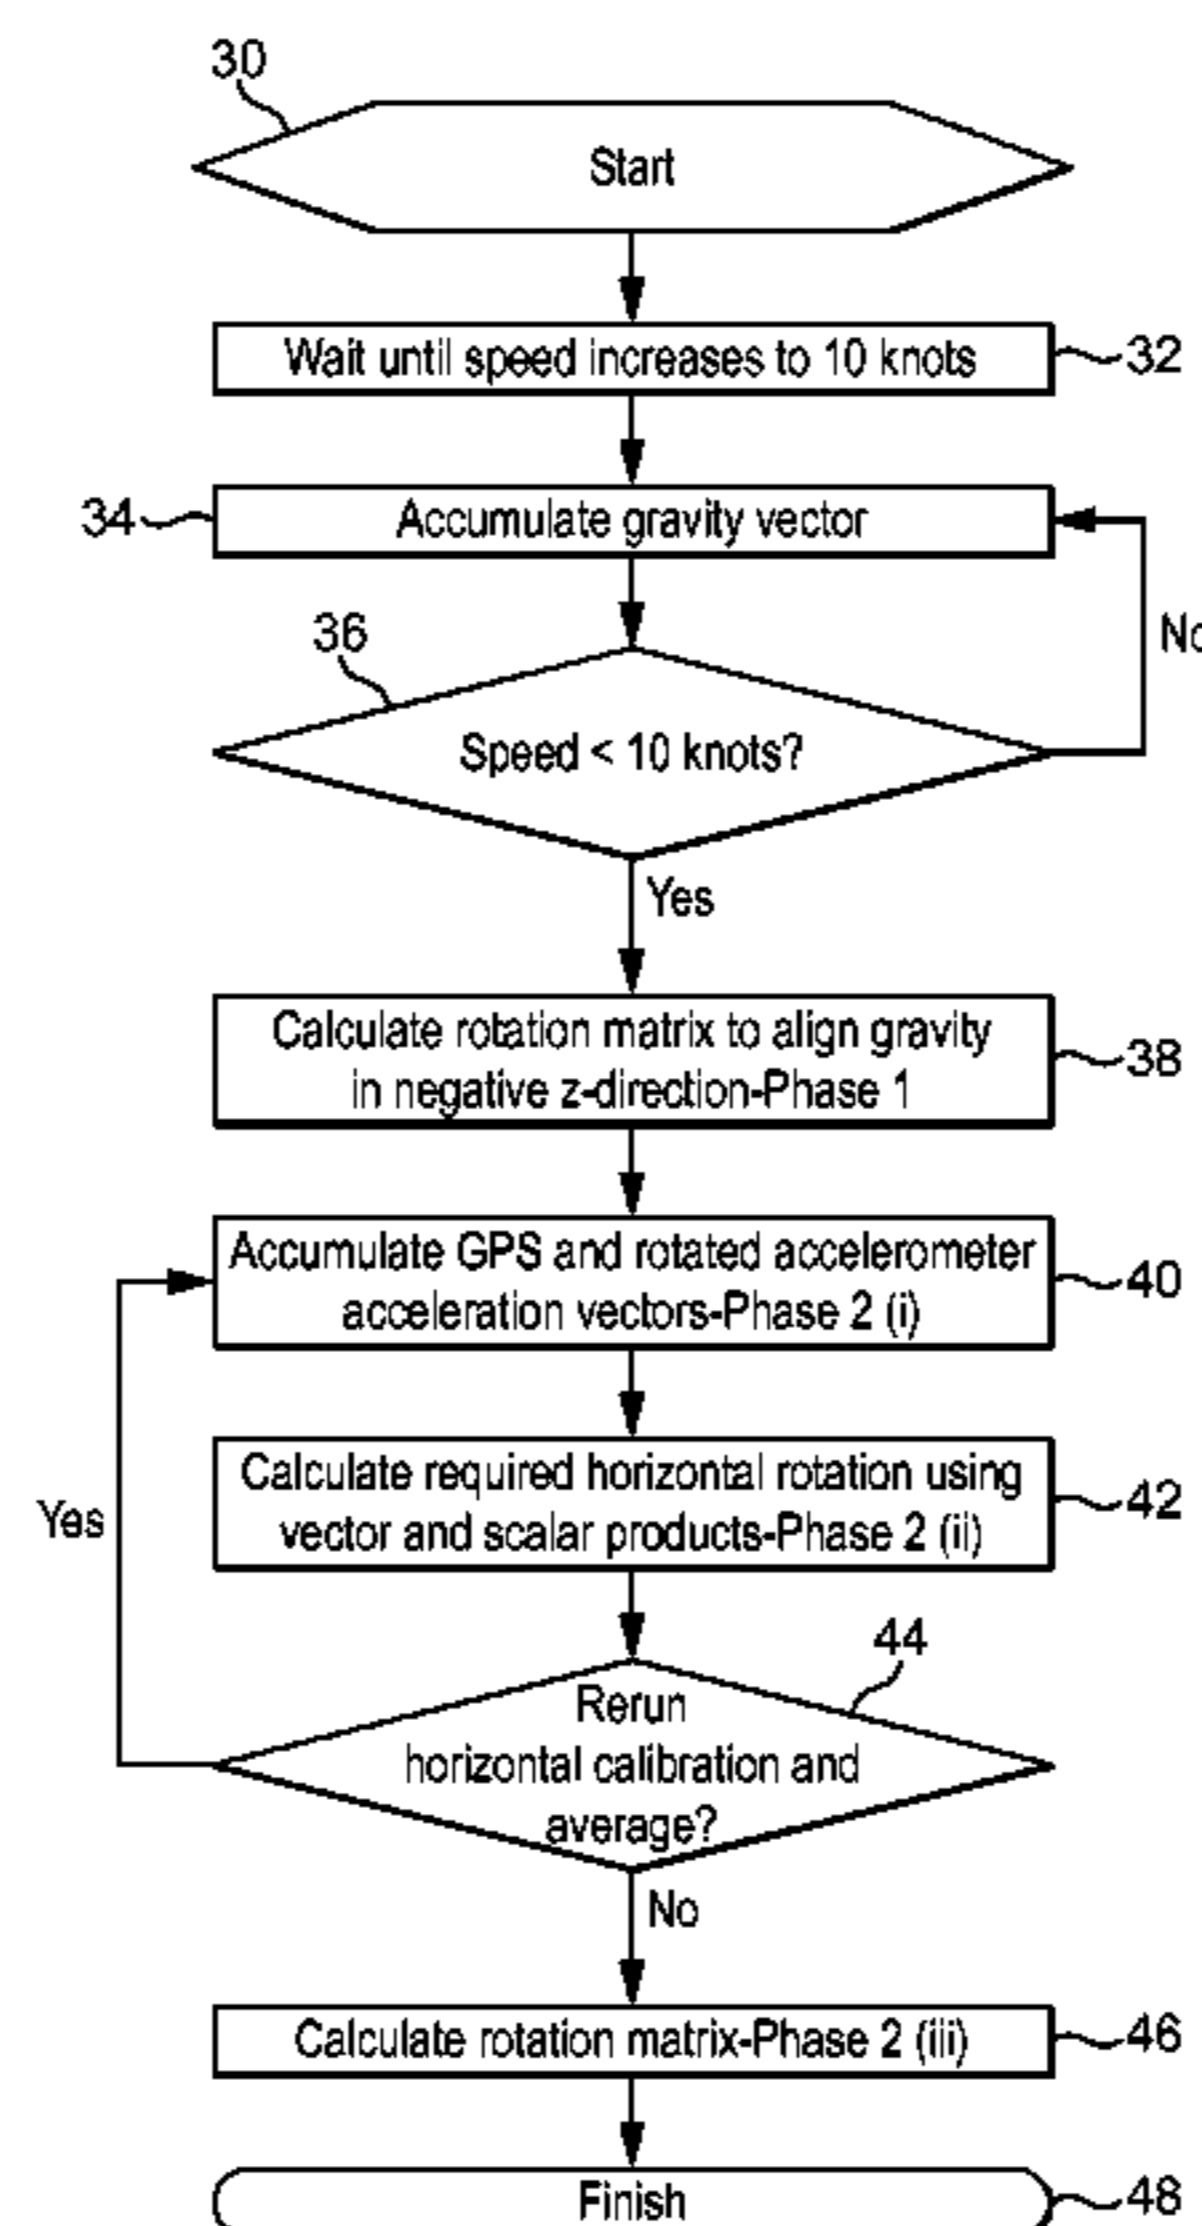 30
Start
Wait until speed increases to 10 knots
32
34
Accumulate gravity vector
36
No
Speed < 10 knots?
Yes
Calculate rotation matrix to align gravity
in negative z-direction-Phase 1
38
Accumulate GPS and rotated accelerometer
acceleration vectors-Phase 2 (i)
40
Calculate required horizontal rotation using
vector and scalar products-Phase 2 (ii)
42
Yes
44
Rerun
horizontal calibration and
average?
No
Calculate rotation matrix-Phase 2 (iii)
46
Finish
48